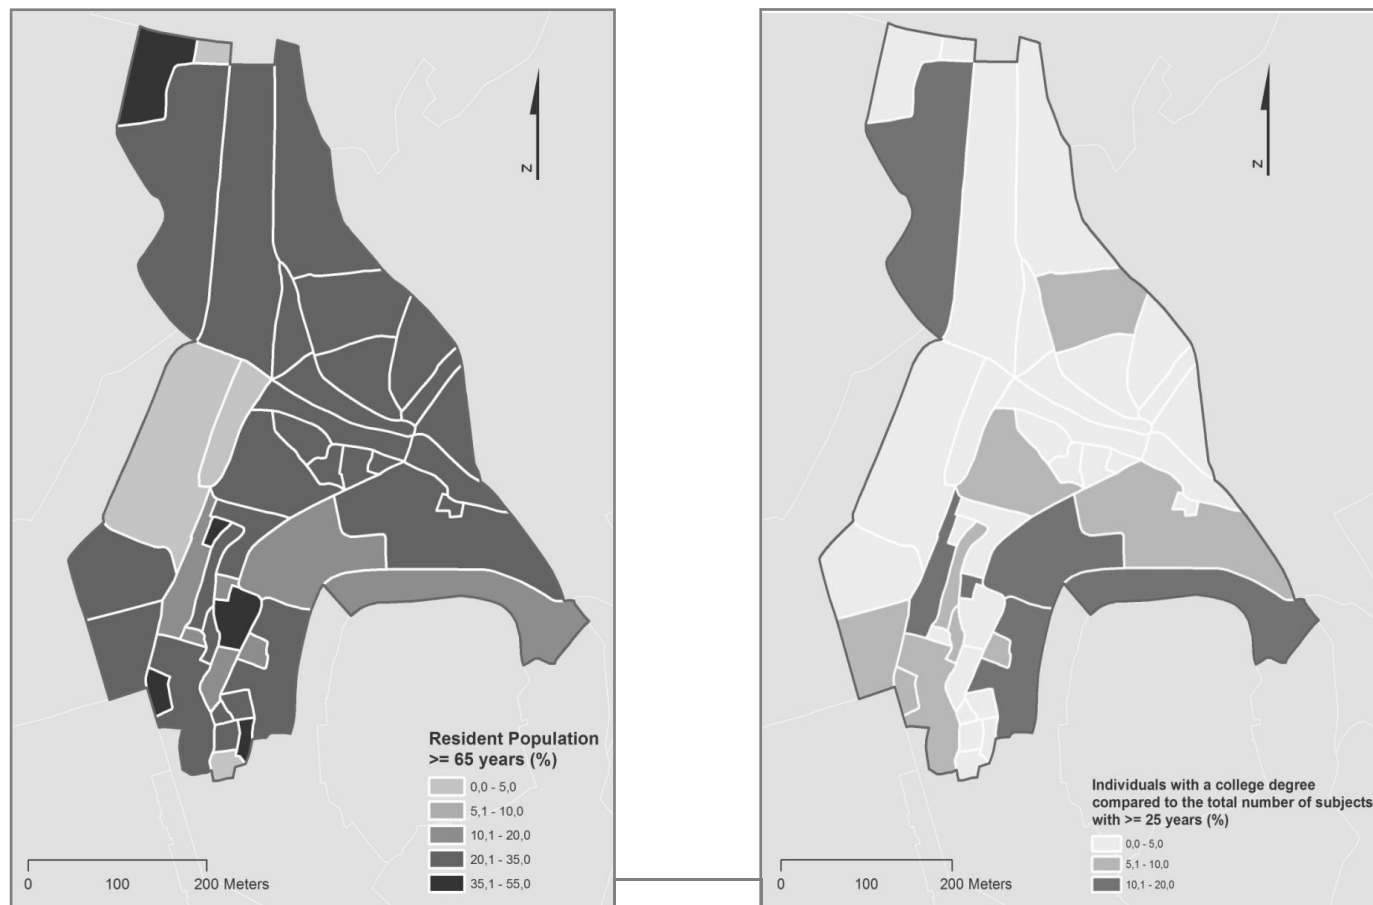 N
Resident Population
>= 65 years (%)
0,0 - 5,0
5,1 - 10,0
10,1 - 20,0
20,1 - 35,0
35,1 - 55,0
0 100 200 Meters
N
Individuals with a college degree
compared to the total number of subjects
with >= 25 years (%)
0,0 - 5,0
5,1 - 10,0
10,1 - 20,0
0 100 200 Meters